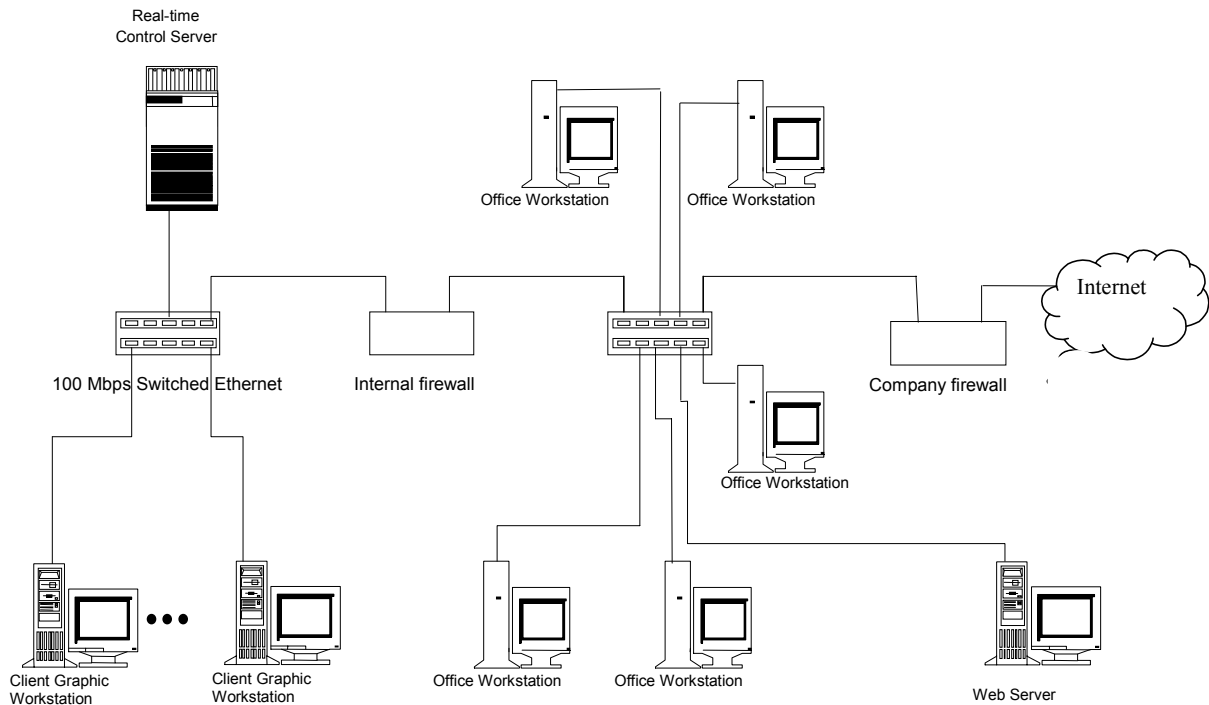 Real-time
Control Server
Office Workstation
Office Workstation
Internet
100 Mbps Switched Ethernet
Internal firewall
Company firewall
Office Workstation
Client Graphic
Workstation
Client Graphic
Workstation
Office Workstation
Office Workstation
Web Server